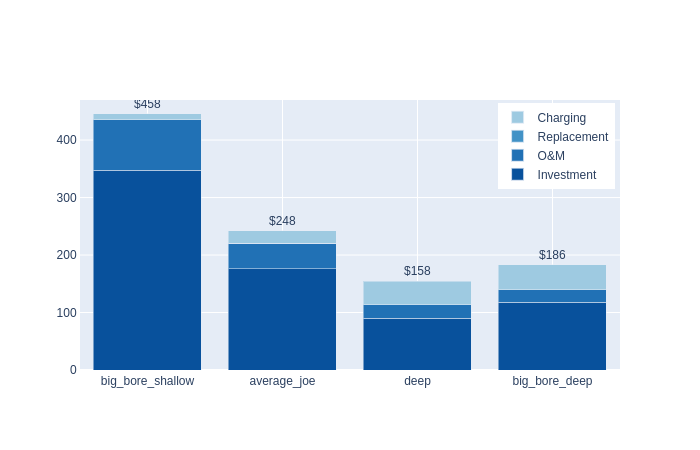 $458
$248
$158
$186
400
300
200
100
0
big_bore_shallow
average_joe
deep
big_bore_deep
Charging
Replacement
O&M
Investment